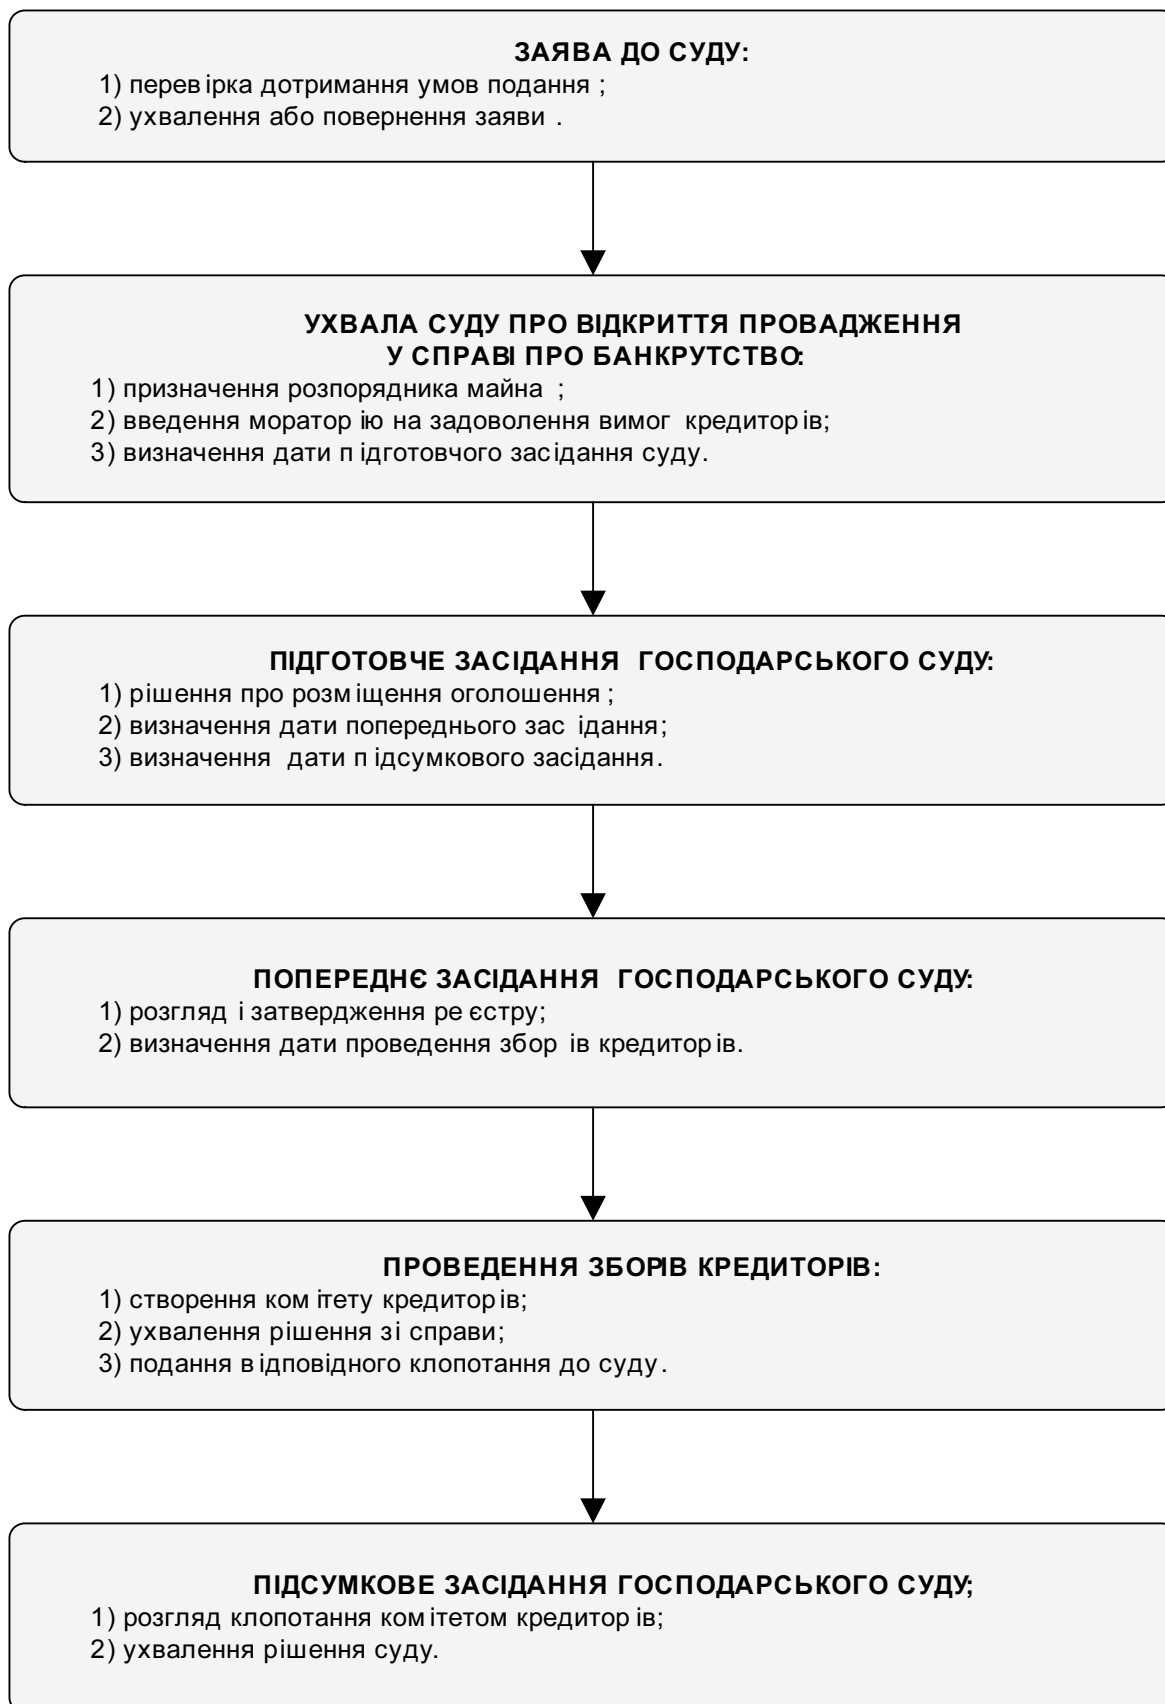 ЗАЯВА ДО СУДУ:
1) перевірка дотримання умов подання ;
2) ухвалення або повернення заяви .
УХВАЛА СУДУ ПРО ВІДКРИТТЯ ПРОВАДЖЕННЯ
У СПРАВІ ПРО БАНКРУТСТВО:
1) призначення розпорядника майна ;
2) введення мораторію на задоволення вимог кредиторів;
3) визначення дати підготовчого засідання суду.
ПІДГОТОВЧЕ ЗАСІДАННЯ ГОСПОДАРСЬКОГО СУДУ:
1) рішення про розміщення оголошення ;
2) визначення дати попереднього засідання;
3) визначення дати підсумкового засідання.
ПОПЕРЕДНЄ ЗАСІДАННЯ ГОСПОДАРСЬКОГО СУДУ:
1) розгляд і затвердження реєстру;
2) визначення дати проведення зборів кредиторів.
ПРОВЕДЕННЯ ЗБОРІВ КРЕДИТОРІВ:
1) створення комітету кредиторів;
2) ухвалення рішення зі справи;
3) подання відповідного клопотання до суду.
ПІДСУМКОВЕ ЗАСІДАННЯ ГОСПОДАРСЬКОГО СУДУ;
1) розгляд клопотання комітетом кредиторів;
2) ухвалення рішення суду.